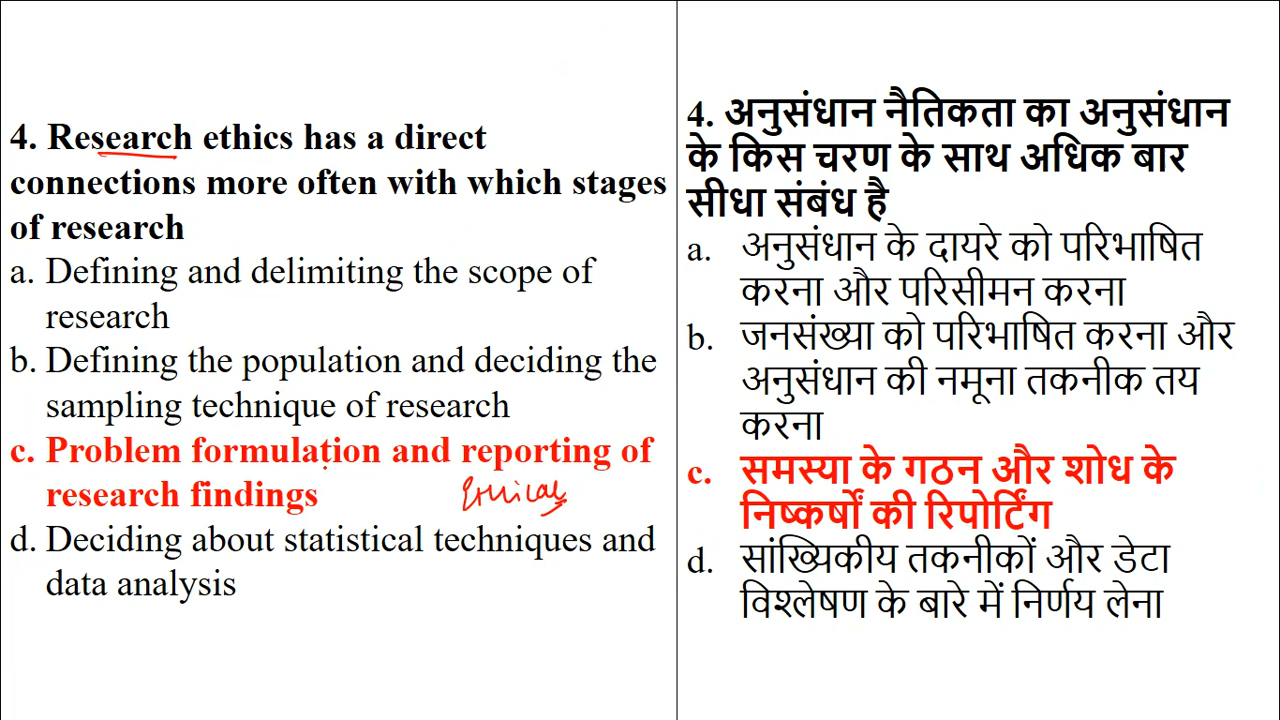 4. Research ethics has a direct
connections more often with which stages
of research
a. Defining and delimiting the scope of
research
b. Defining the population and deciding the
sampling technique of research
c. Problem formulation and reporting of
research findings
Ethical
d. Deciding about statistical techniques and
data analysis
4. अनुसंधान नैतिकता का अनुसंधान
के किस चरण के साथ अधिक बार
सीधा संबंध है
a. अनुसंधान के दायरे को परिभाषित
करना और परिसीमन करना
b. जनसंख्या को परिभाषित करना और
अनुसंधान की नमूना तकनीक तय
करना
c. समस्या के गठन और शोध के
निष्कर्षों की रिपोर्टिंग
d. सांख्यिकीय तकनीकों और डेटा
विश्लेषण के बारे में निर्णय लेना